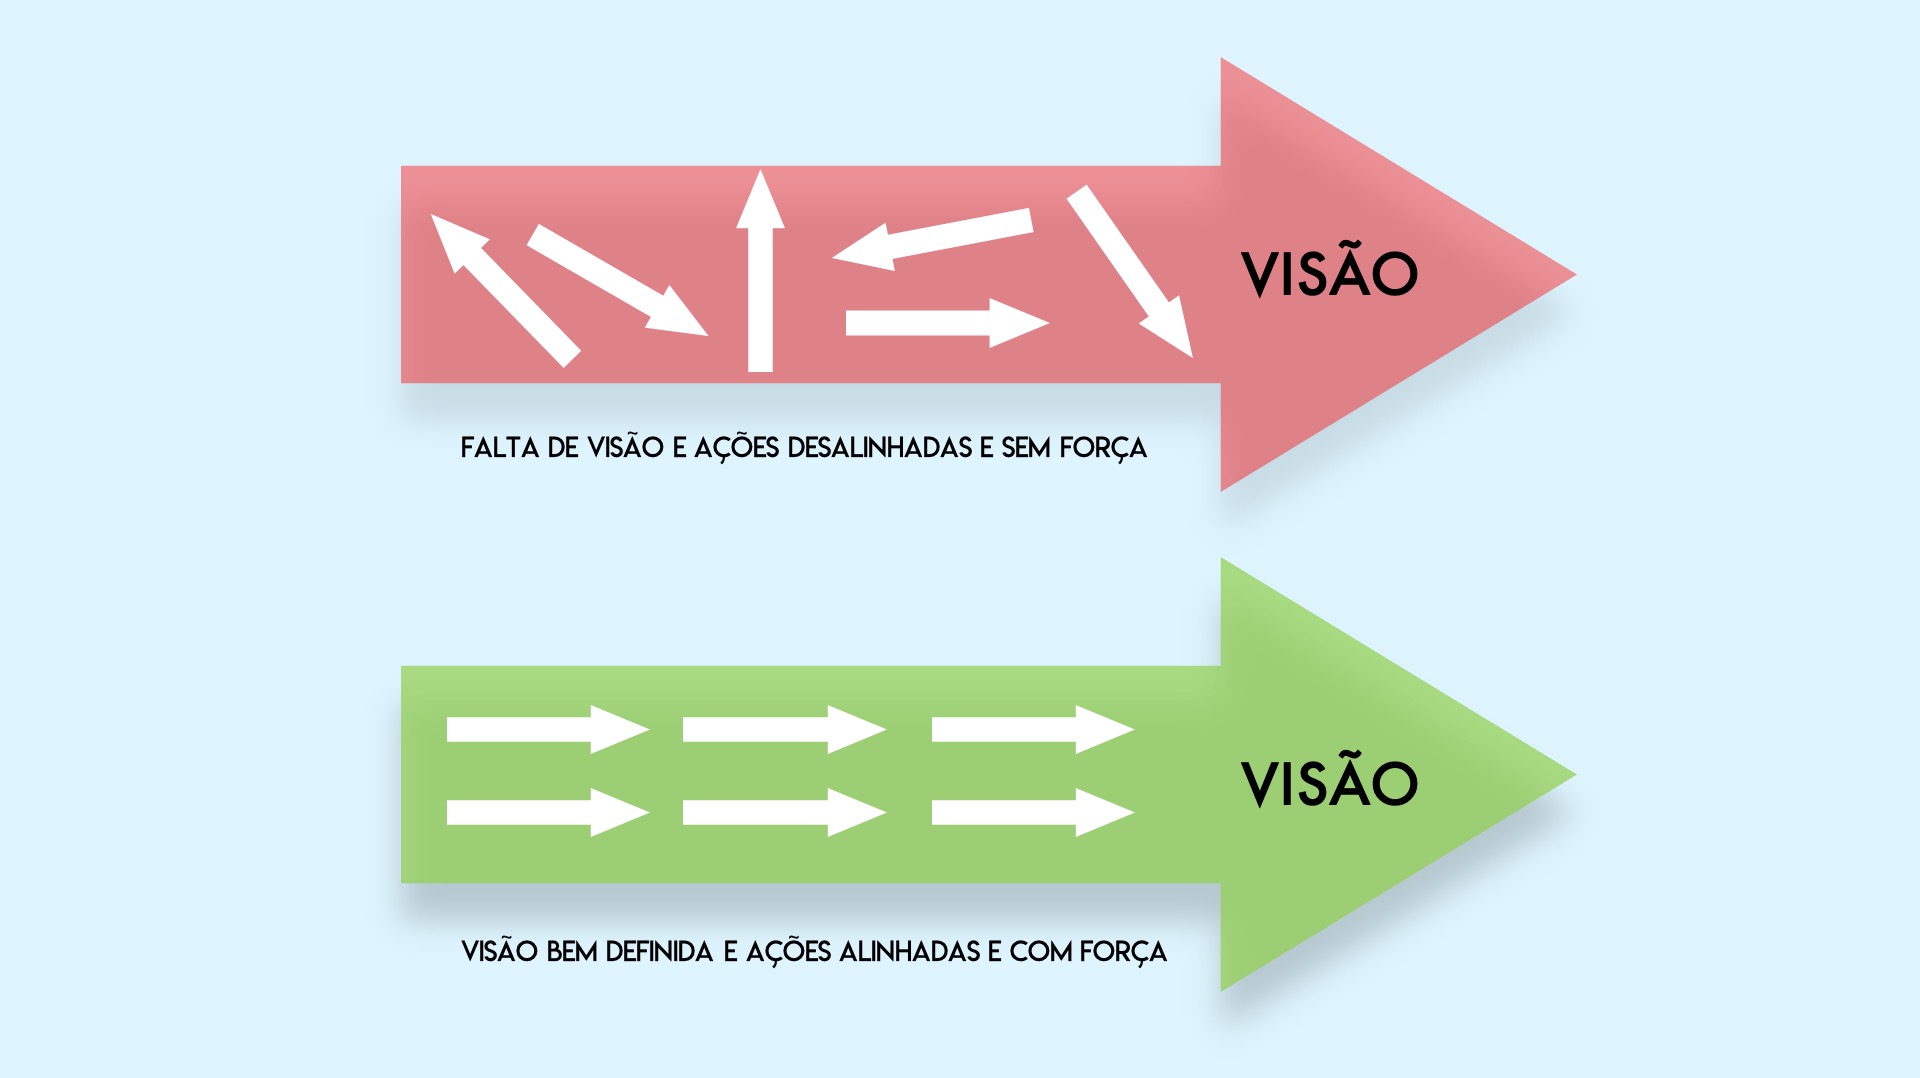 VISÃO
FALTA DE VISÃO E AÇÕES DESALINHADAS E SEM FORÇA
VISÃO
VISÃO BEM DEFINIDA E AÇÕES ALINHADAS E COM FORÇA